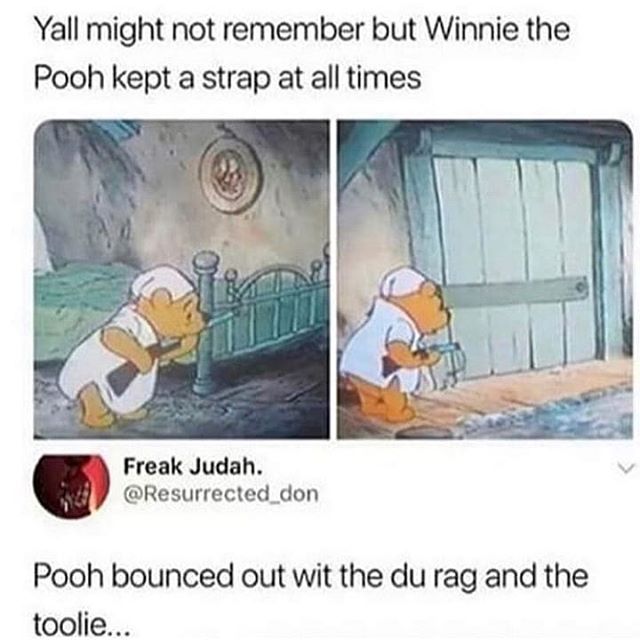 Yall might not remember but Winnie the
Pooh kept a strap at all times
Freak Judah.
@Resurrected_don
Pooh bounced out wit the du rag and the
toolie...